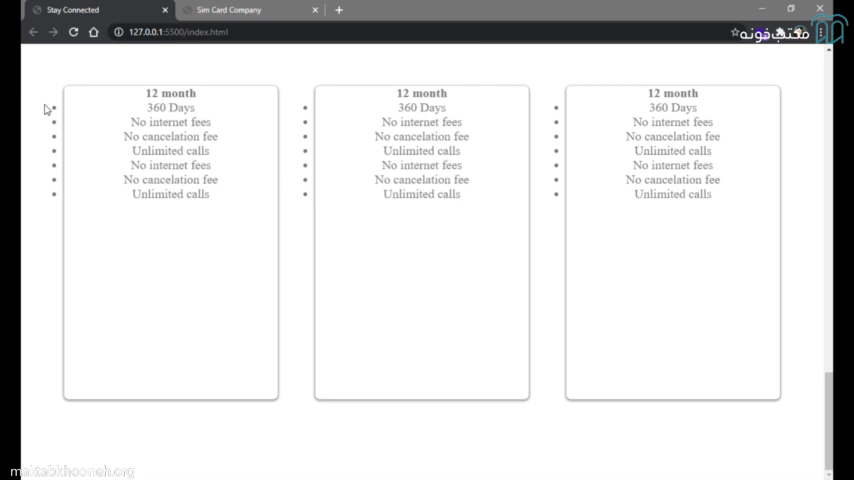 Stay Connected
Sim Card Company
127.0.0.1:5500/index.html
مکتب‌خونه
12 month
360 Days
No internet fees
No cancelation fee
Unlimited calls
No internet fees
No cancelation fee
Unlimited calls
12 month
360 Days
No internet fees
No cancelation fee
Unlimited calls
No internet fees
No cancelation fee
Unlimited calls
12 month
360 Days
No internet fees
No cancelation fee
Unlimited calls
No internet fees
No cancelation fee
Unlimited calls
maktabkhooneh.org